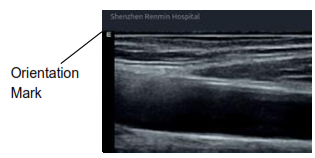 Shenzhen Renmin Hospital
E
Orientation
Mark